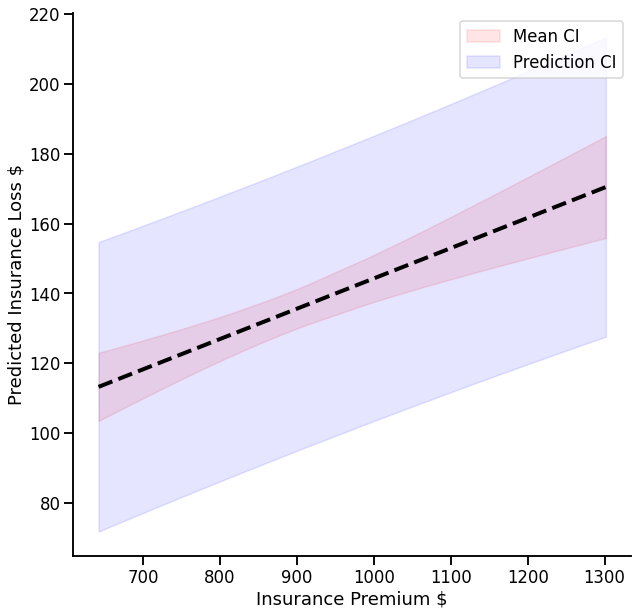 220
200
180
160
140
120
100
80
Predicted Insurance Loss $
Mean CI
Prediction CI
700 800 900 1000 1100 1200 1300
Insurance Premium $